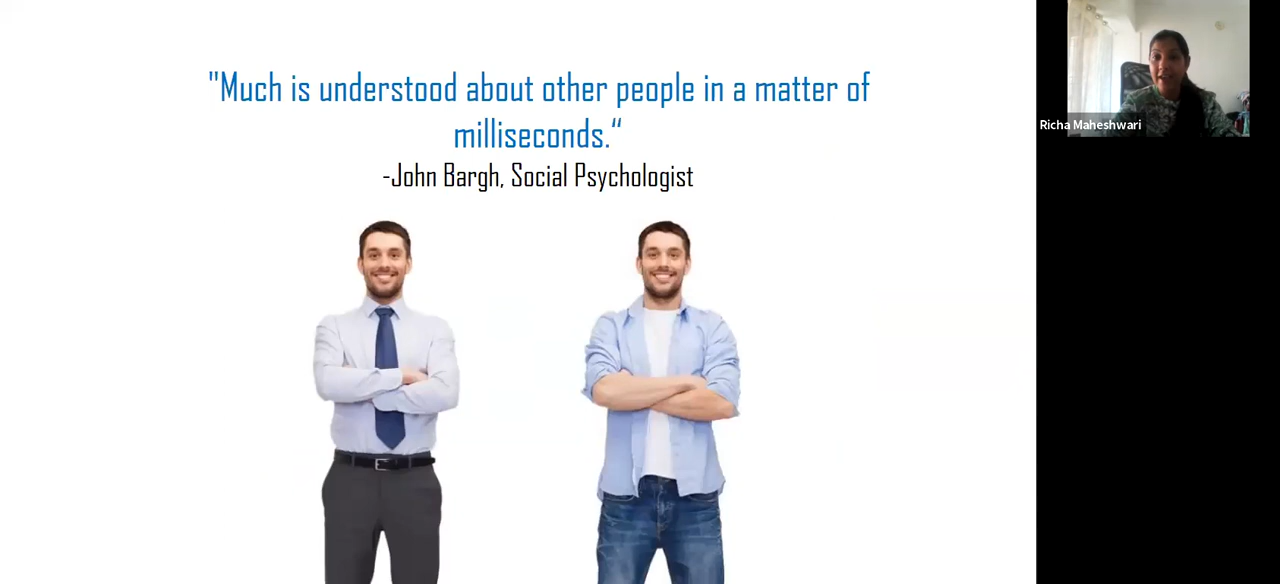 "Much is understood about other people in a matter of
milliseconds.“
-John Bargh, Social Psychologist
Richa Maheshwari